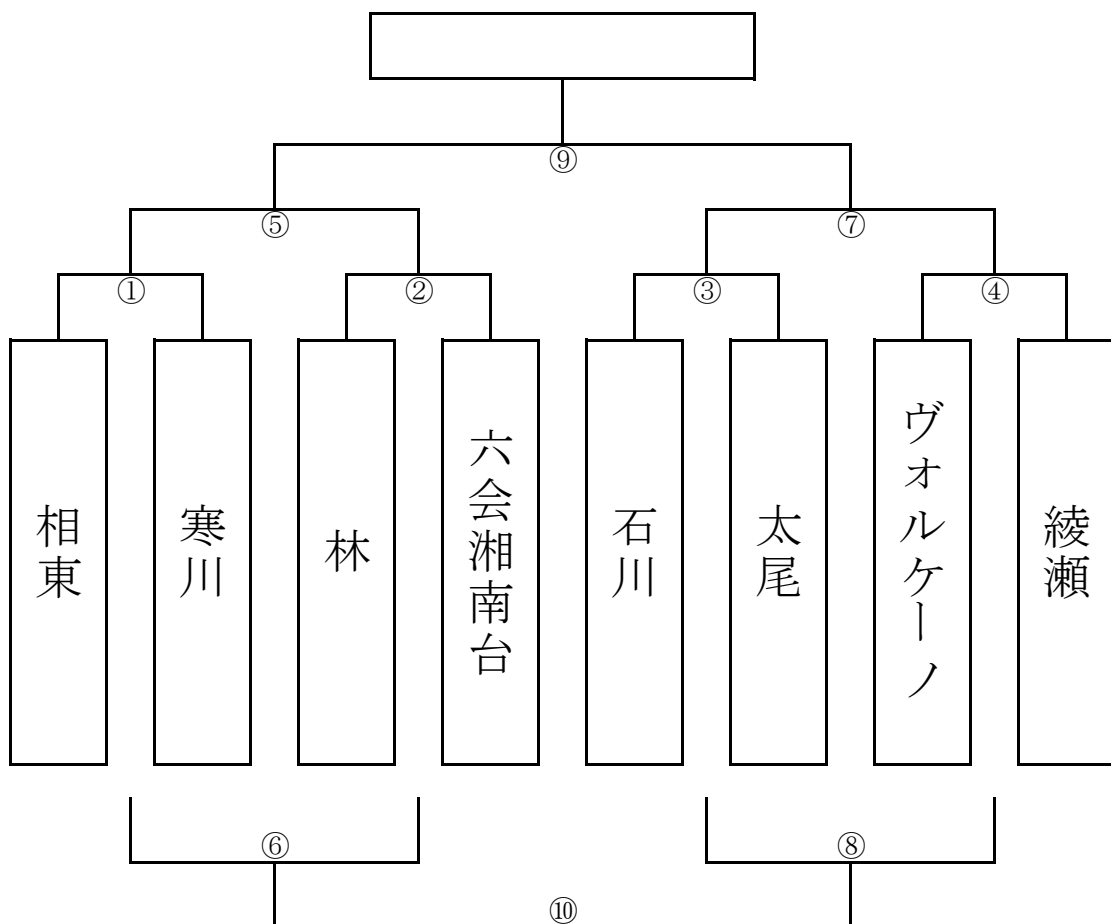 ⑨
⑤
⑦
①
②
③
④
相東
寒川
林
六会湘南台
石川
太尾
ヴォルケーノ
綾瀬
⑥
⑧
⑩